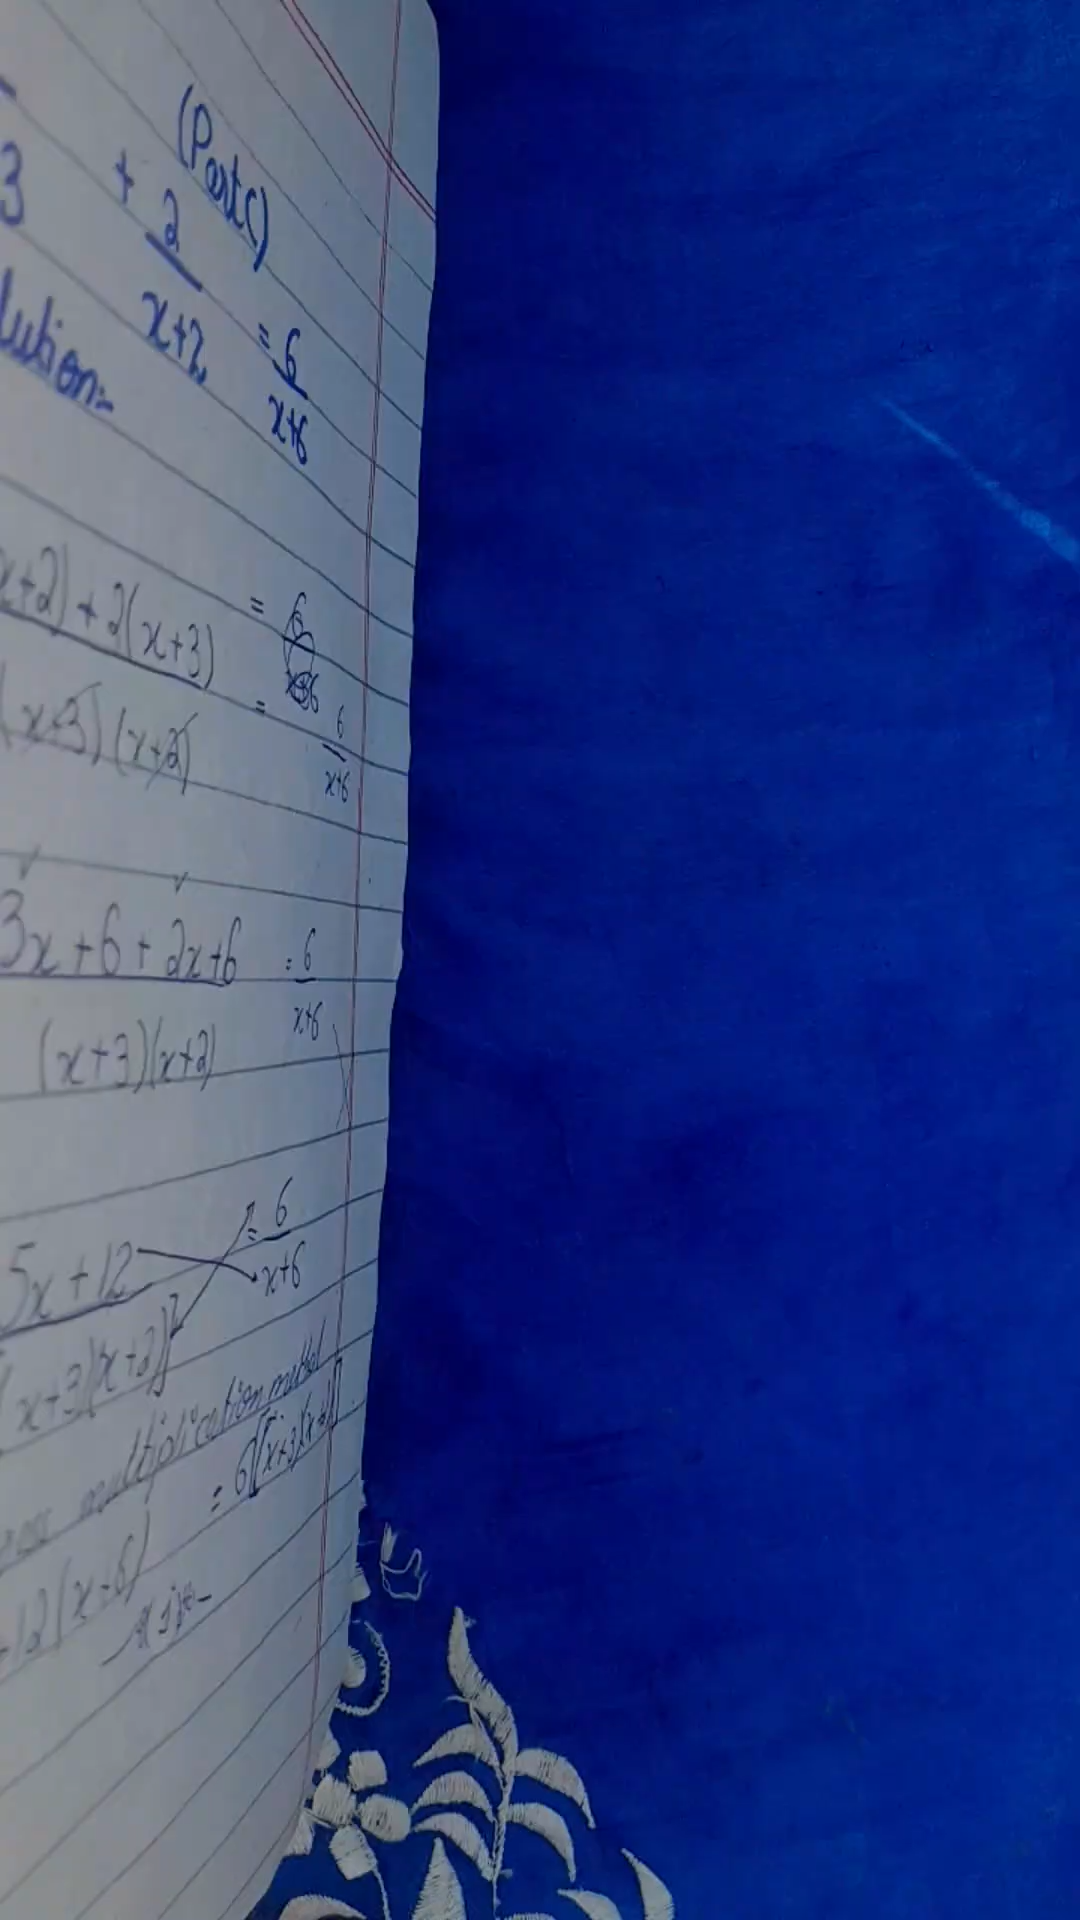 (Part C)
3 + 2/x+2 = 6/x+6
lution:-
x+2) + 2(x+3) = 6
(x+3)(x+2) = 6/x+6
3x+6+2x+6 = 6/x+6
(x+3)(x+2)
5x+12 = 6/x+6
[(x+3)(x+2)]
multiplication method
12(x+6) = 6[(x+3)(x+2)]